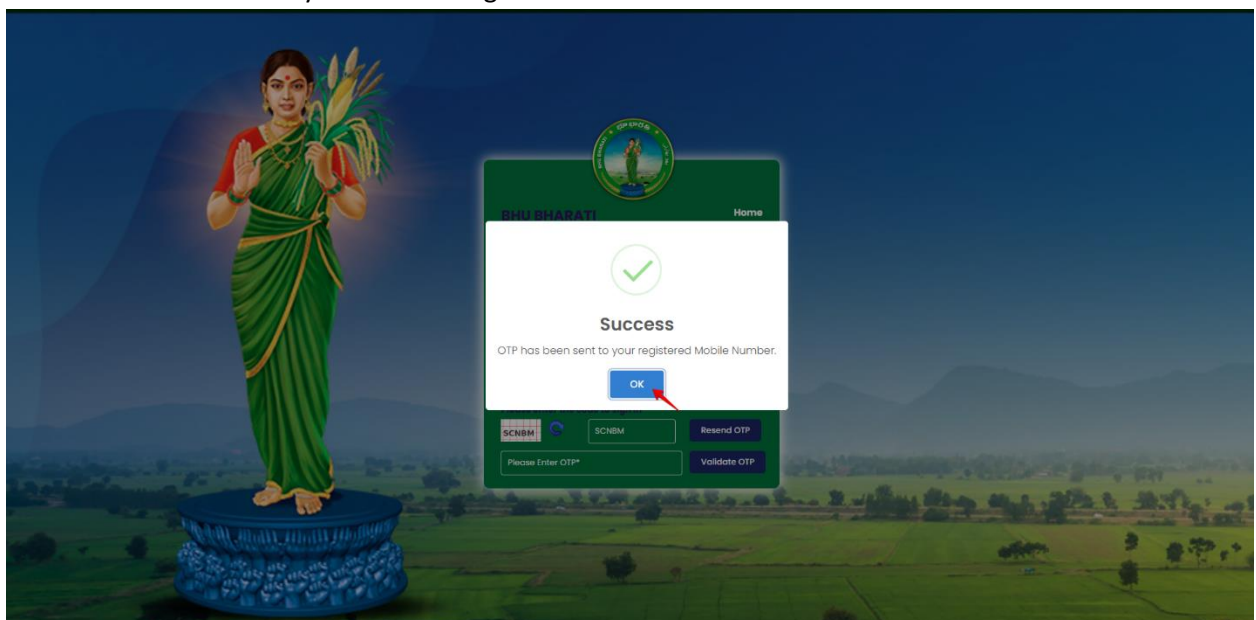 భూ భారతి
BHU BHARATI
Home
Success
OTP has been sent to your registered Mobile Number.
OK
SCNBM
SCNBM
Resend OTP
Please Enter OTP*
Validate OTP